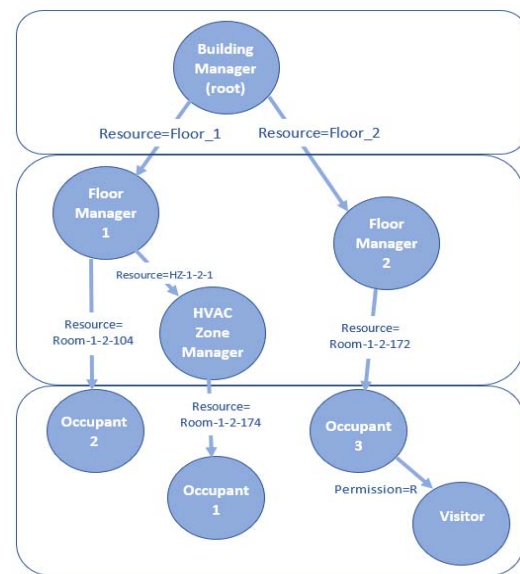 Building
Manager
(root)
Resource=Floor_1
Resource=Floor_2
Floor
Manager
1
Floor
Manager
2
Resource=HZ-1-2-1
HVAC
Zone
Manager
Resource=
Room-1-2-104
Resource=
Room-1-2-172
Occupant
2
Resource=
Room-1-2-174
Occupant
3
Occupant
1
Permission=R
Visitor